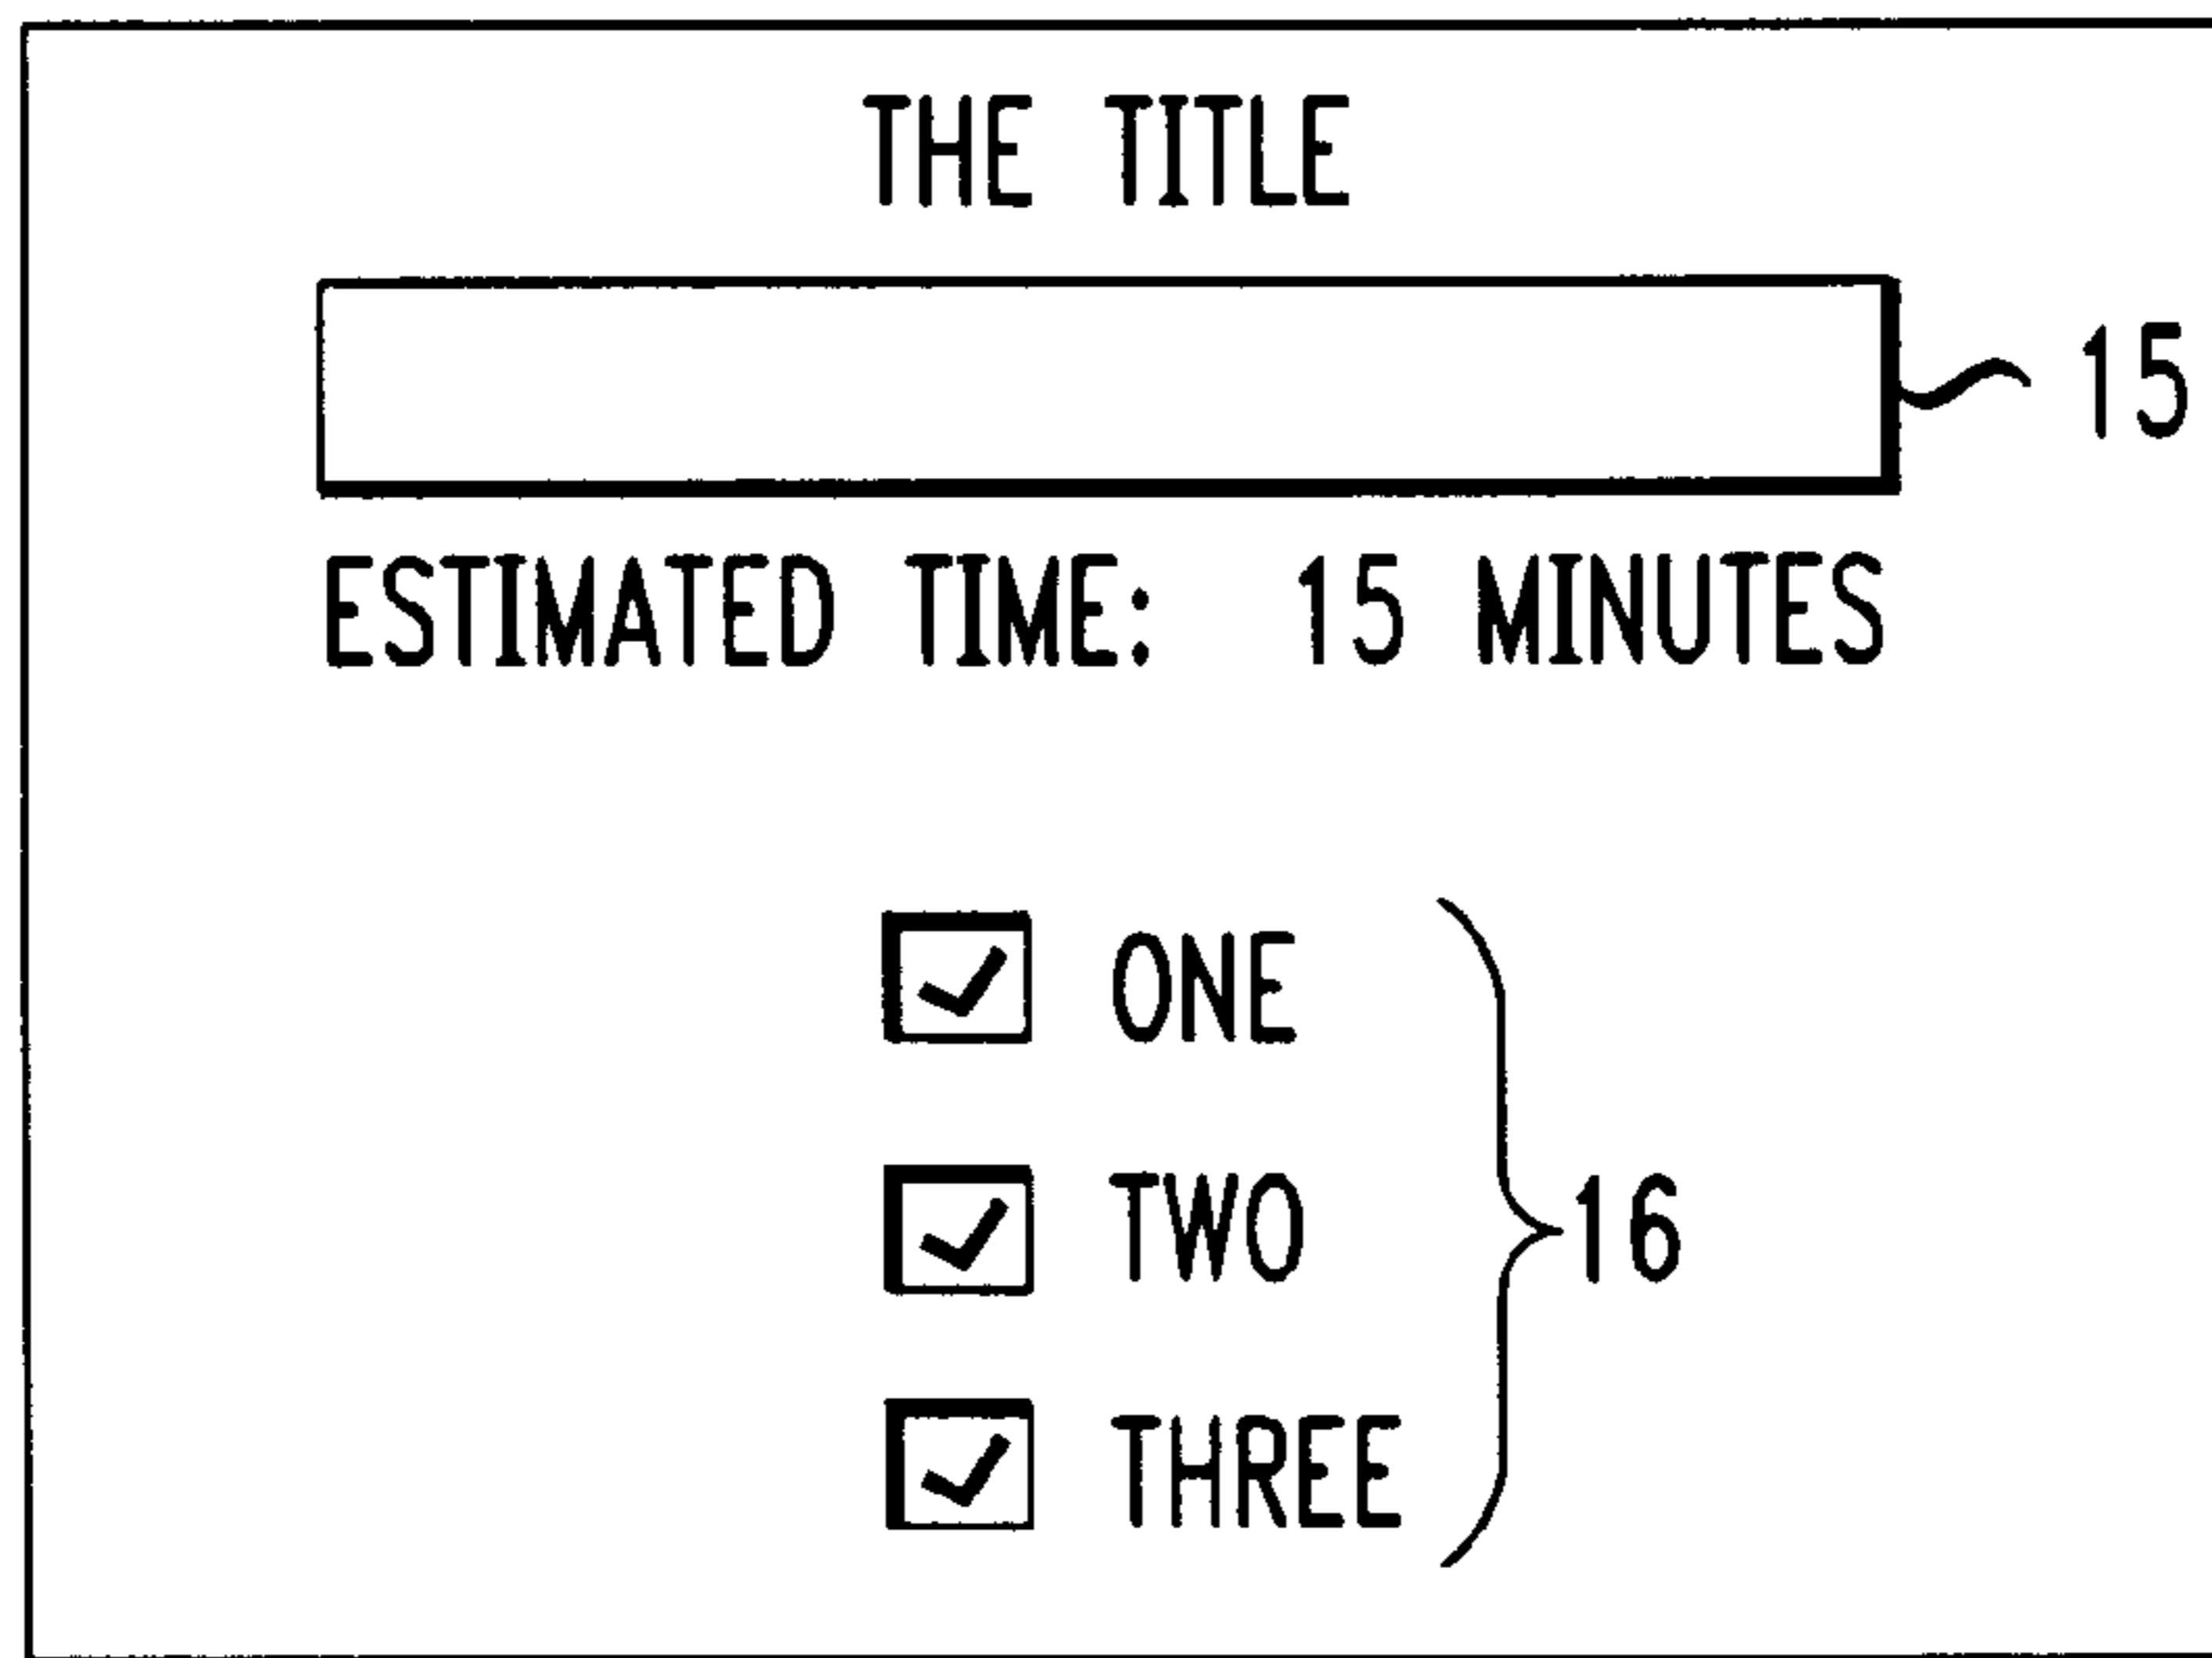 THE TITLE
15
ESTIMATED TIME: 15 MINUTES
ONE
TWO
16
THREE